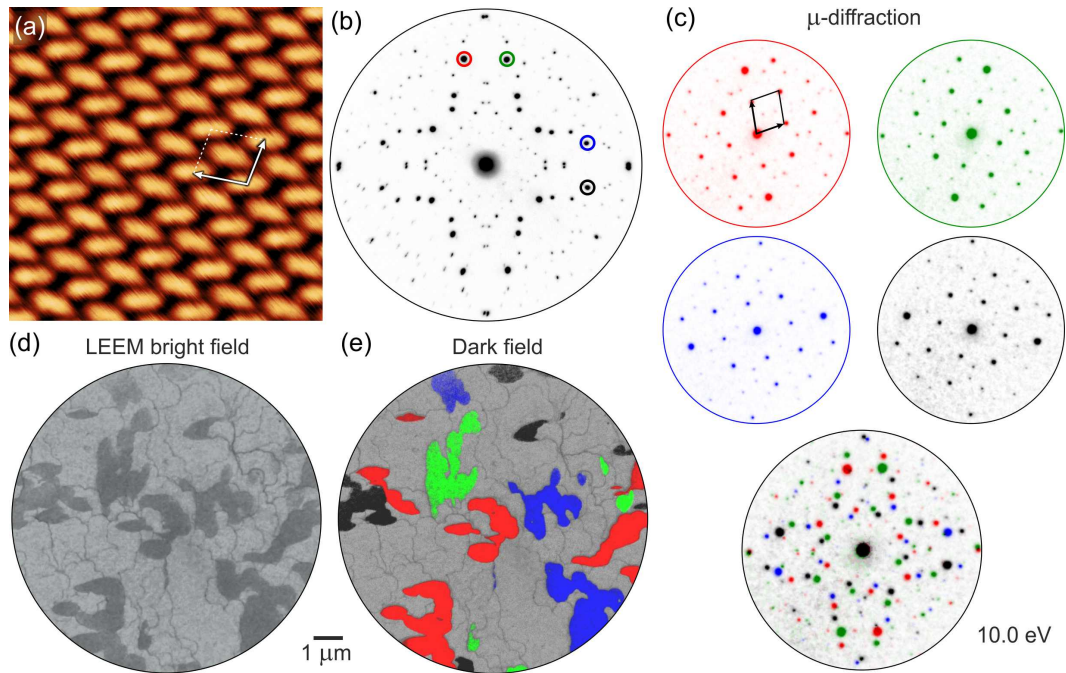 (a)
(b)
(c)
μ-diffraction
(d)
LEEM bright field
(e)
Dark field
1 μm
10.0 eV